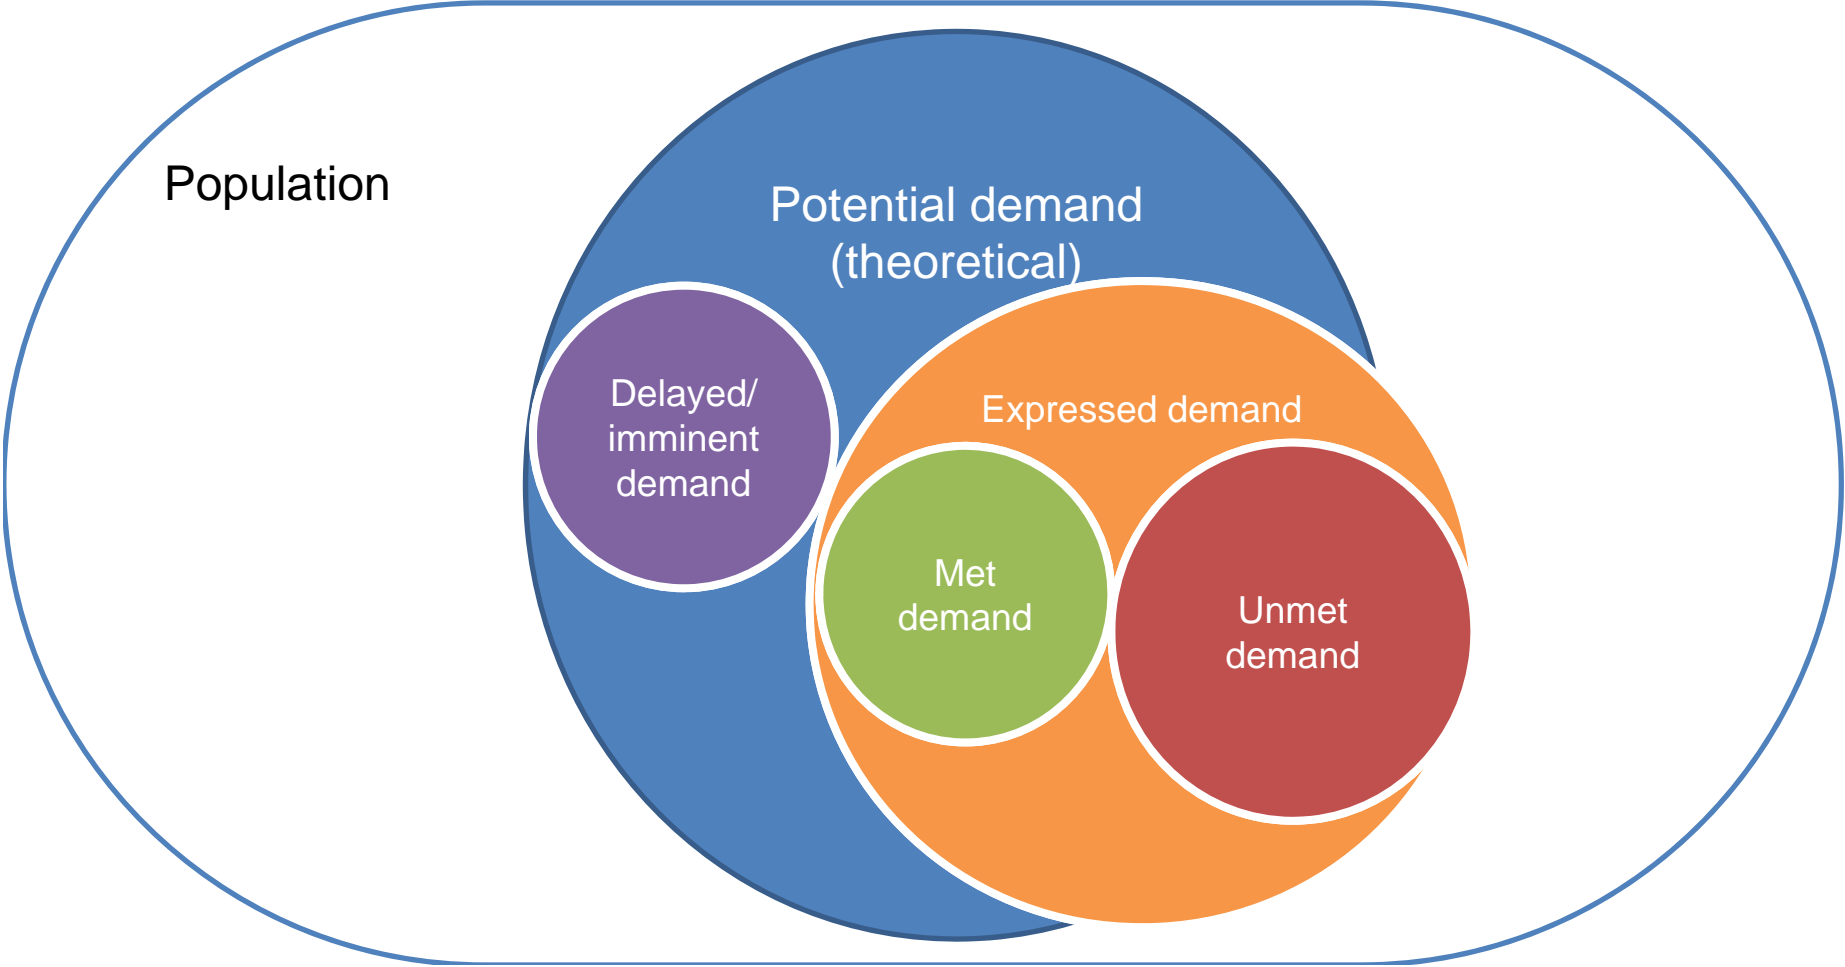 Population
Potential demand
(theoretical)
Delayed/
imminent
demand
Expressed demand
Met
demand
Unmet
demand